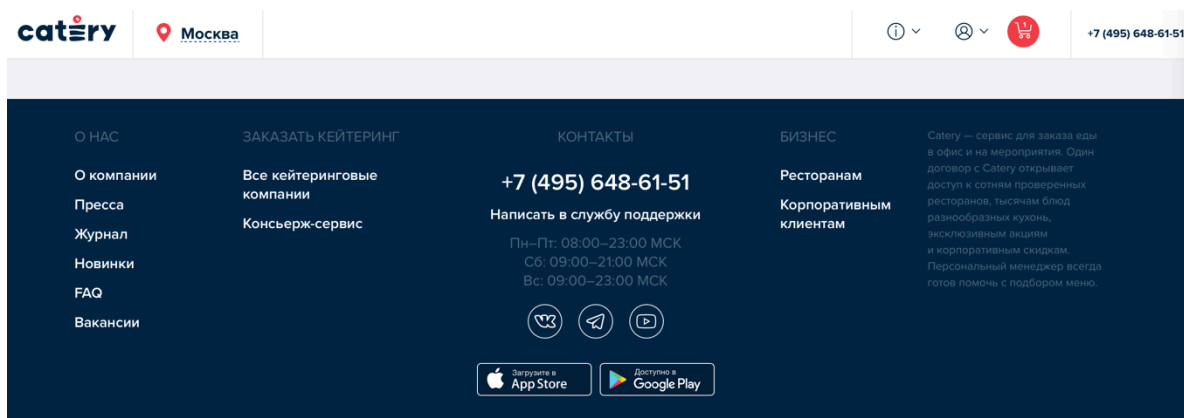 catery
Москва
1
+7 (495) 648-61-51
О НАС
О компании
Пресса
Журнал
Новинки
FAQ
Вакансии
ЗАКАЗАТЬ КЕЙТЕРИНГ
Все кейтеринговые
компании
Консьерж-сервис
КОНТАКТЫ
+7 (495) 648-61-51
Написать в службу поддержки
Пн–Пт: 08:00–23:00 МСК
Сб: 09:00–21:00 МСК
Вс: 09:00–23:00 МСК
Загрузите в
App Store
Доступно в
Google Play
БИЗНЕС
Ресторанам
Корпоративным
клиентам
Catery — сервис для заказа еды
в офис и на мероприятия. Один
договор с Catery открывает
доступ к сотням проверенных
ресторанов, тысячам блюд
разнообразных кухонь,
эксклюзивным акциям
и корпоративным скидкам.
Персональный менеджер всегда
готов помочь с подбором меню.